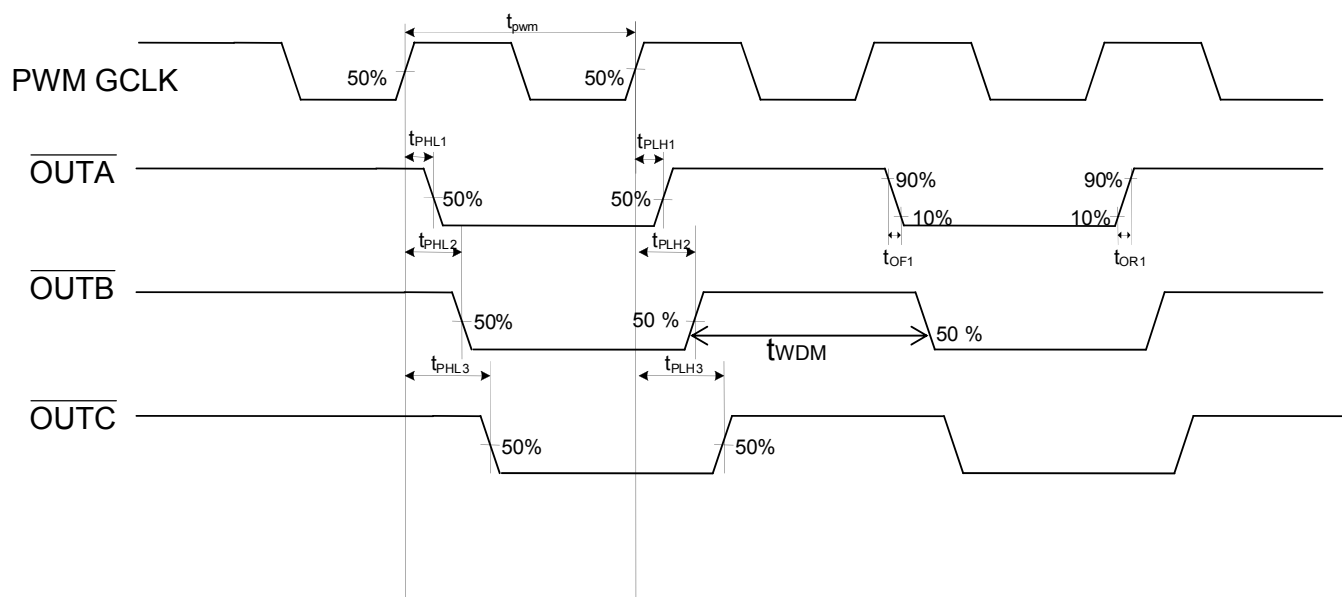 tpwm
PWM GCLK
50%
50%
tPHL1
tPLH1
OUTA
50%
50%
90%
90%
10%
10%
tPHL2
tPLH2
tOF1
tOR1
OUTB
50%
50 %
50 %
tWDM
tPHL3
tPLH3
OUTC
50%
50%